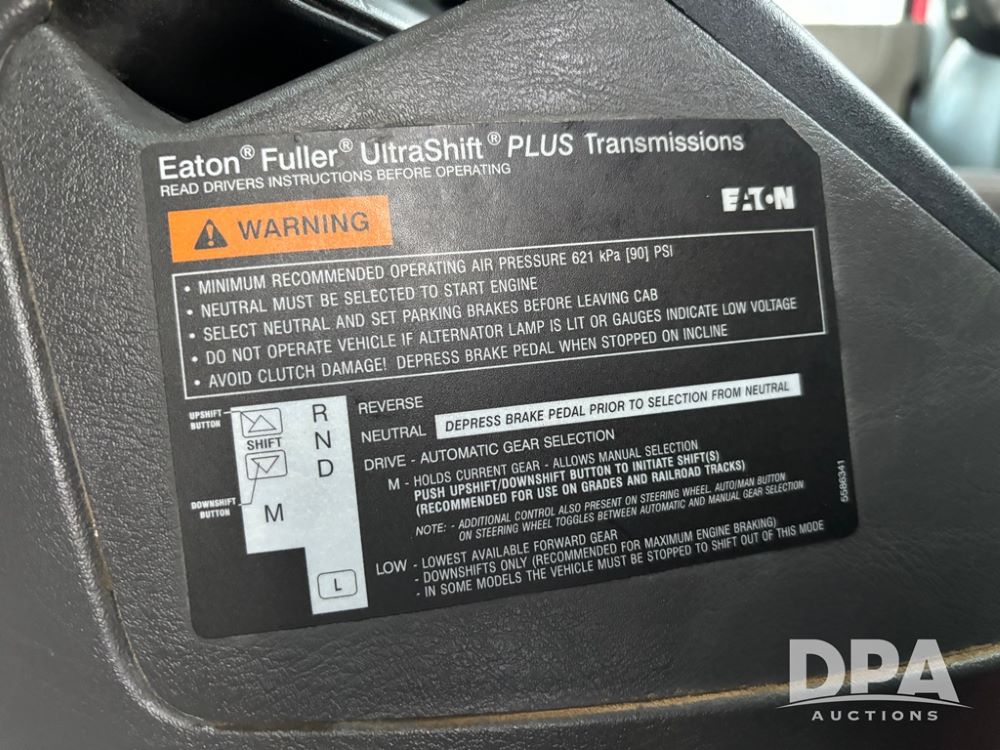 Eaton® Fuller® UltraShift® PLUS Transmissions
READ DRIVERS INSTRUCTIONS BEFORE OPERATING
EATON
WARNING
• MINIMUM RECOMMENDED OPERATING AIR PRESSURE 621 kPa [90] PSI
• NEUTRAL MUST BE SELECTED TO START ENGINE
• SELECT NEUTRAL AND SET PARKING BRAKES BEFORE LEAVING CAB
• DO NOT OPERATE VEHICLE IF ALTERNATOR LAMP IS LIT OR GAUGES INDICATE LOW VOLTAGE
• AVOID CLUTCH DAMAGE! DEPRESS BRAKE PEDAL WHEN STOPPED ON INCLINE
UPSHIFT
BUTTON
SHIFT
DOWNSHIFT
BUTTON
R
N
D
M
L
REVERSE
NEUTRAL DEPRESS BRAKE PEDAL PRIOR TO SELECTION FROM NEUTRAL
DRIVE - AUTOMATIC GEAR SELECTION
M - HOLDS CURRENT GEAR - ALLOWS MANUAL SELECTION
PUSH UPSHIFT/DOWNSHIFT BUTTON TO INITIATE SHIFT(S)
(RECOMMENDED FOR USE ON GRADES AND RAILROAD TRACKS)
NOTE: - ADDITIONAL CONTROL ALSO PRESENT ON STEERING WHEEL. AUTO/MAN BUTTON
ON STEERING WHEEL TOGGLES BETWEEN AUTOMATIC AND MANUAL GEAR SELECTION
LOW - LOWEST AVAILABLE FORWARD GEAR
- DOWNSHIFTS ONLY (RECOMMENDED FOR MAXIMUM ENGINE BRAKING)
- IN SOME MODELS THE VEHICLE MUST BE STOPPED TO SHIFT OUT OF THIS MODE
5586341
DPA
AUCTIONS